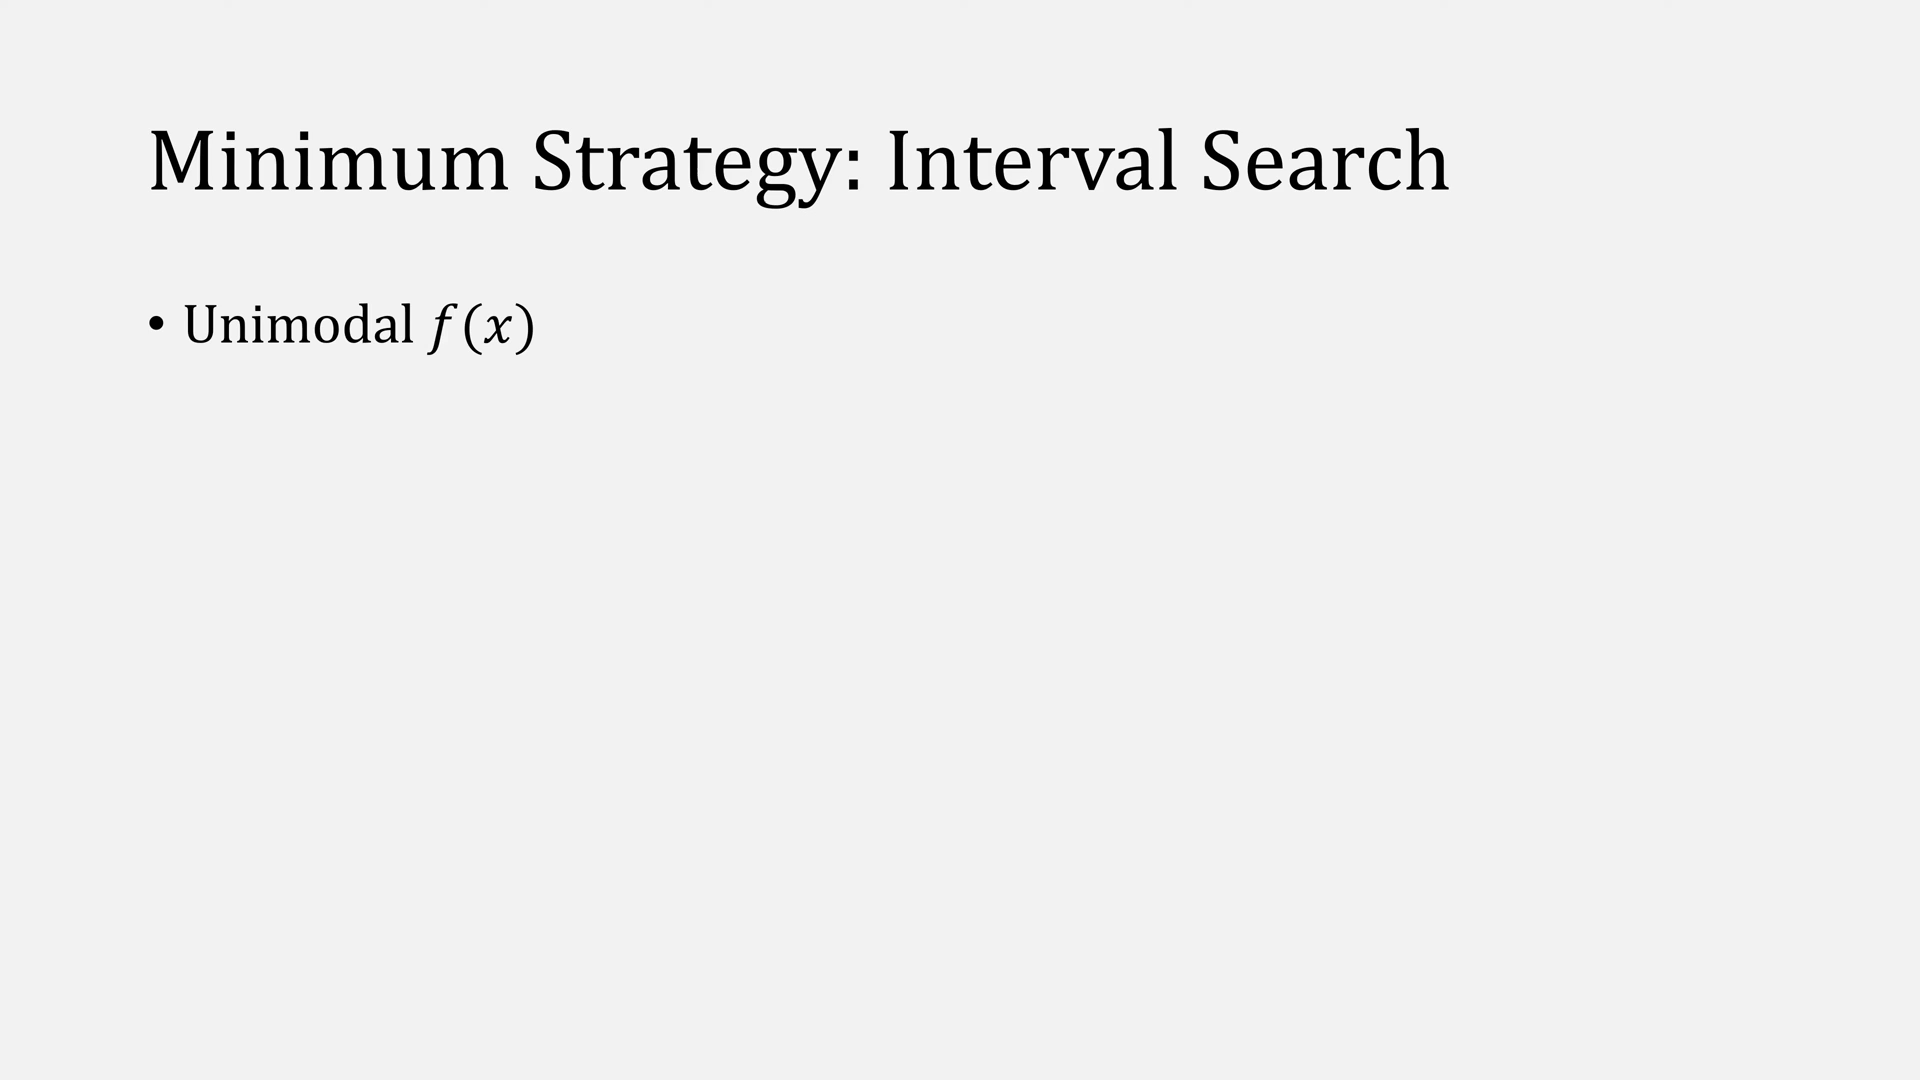 Minimum Strategy: Interval Search
• Unimodal f(x)